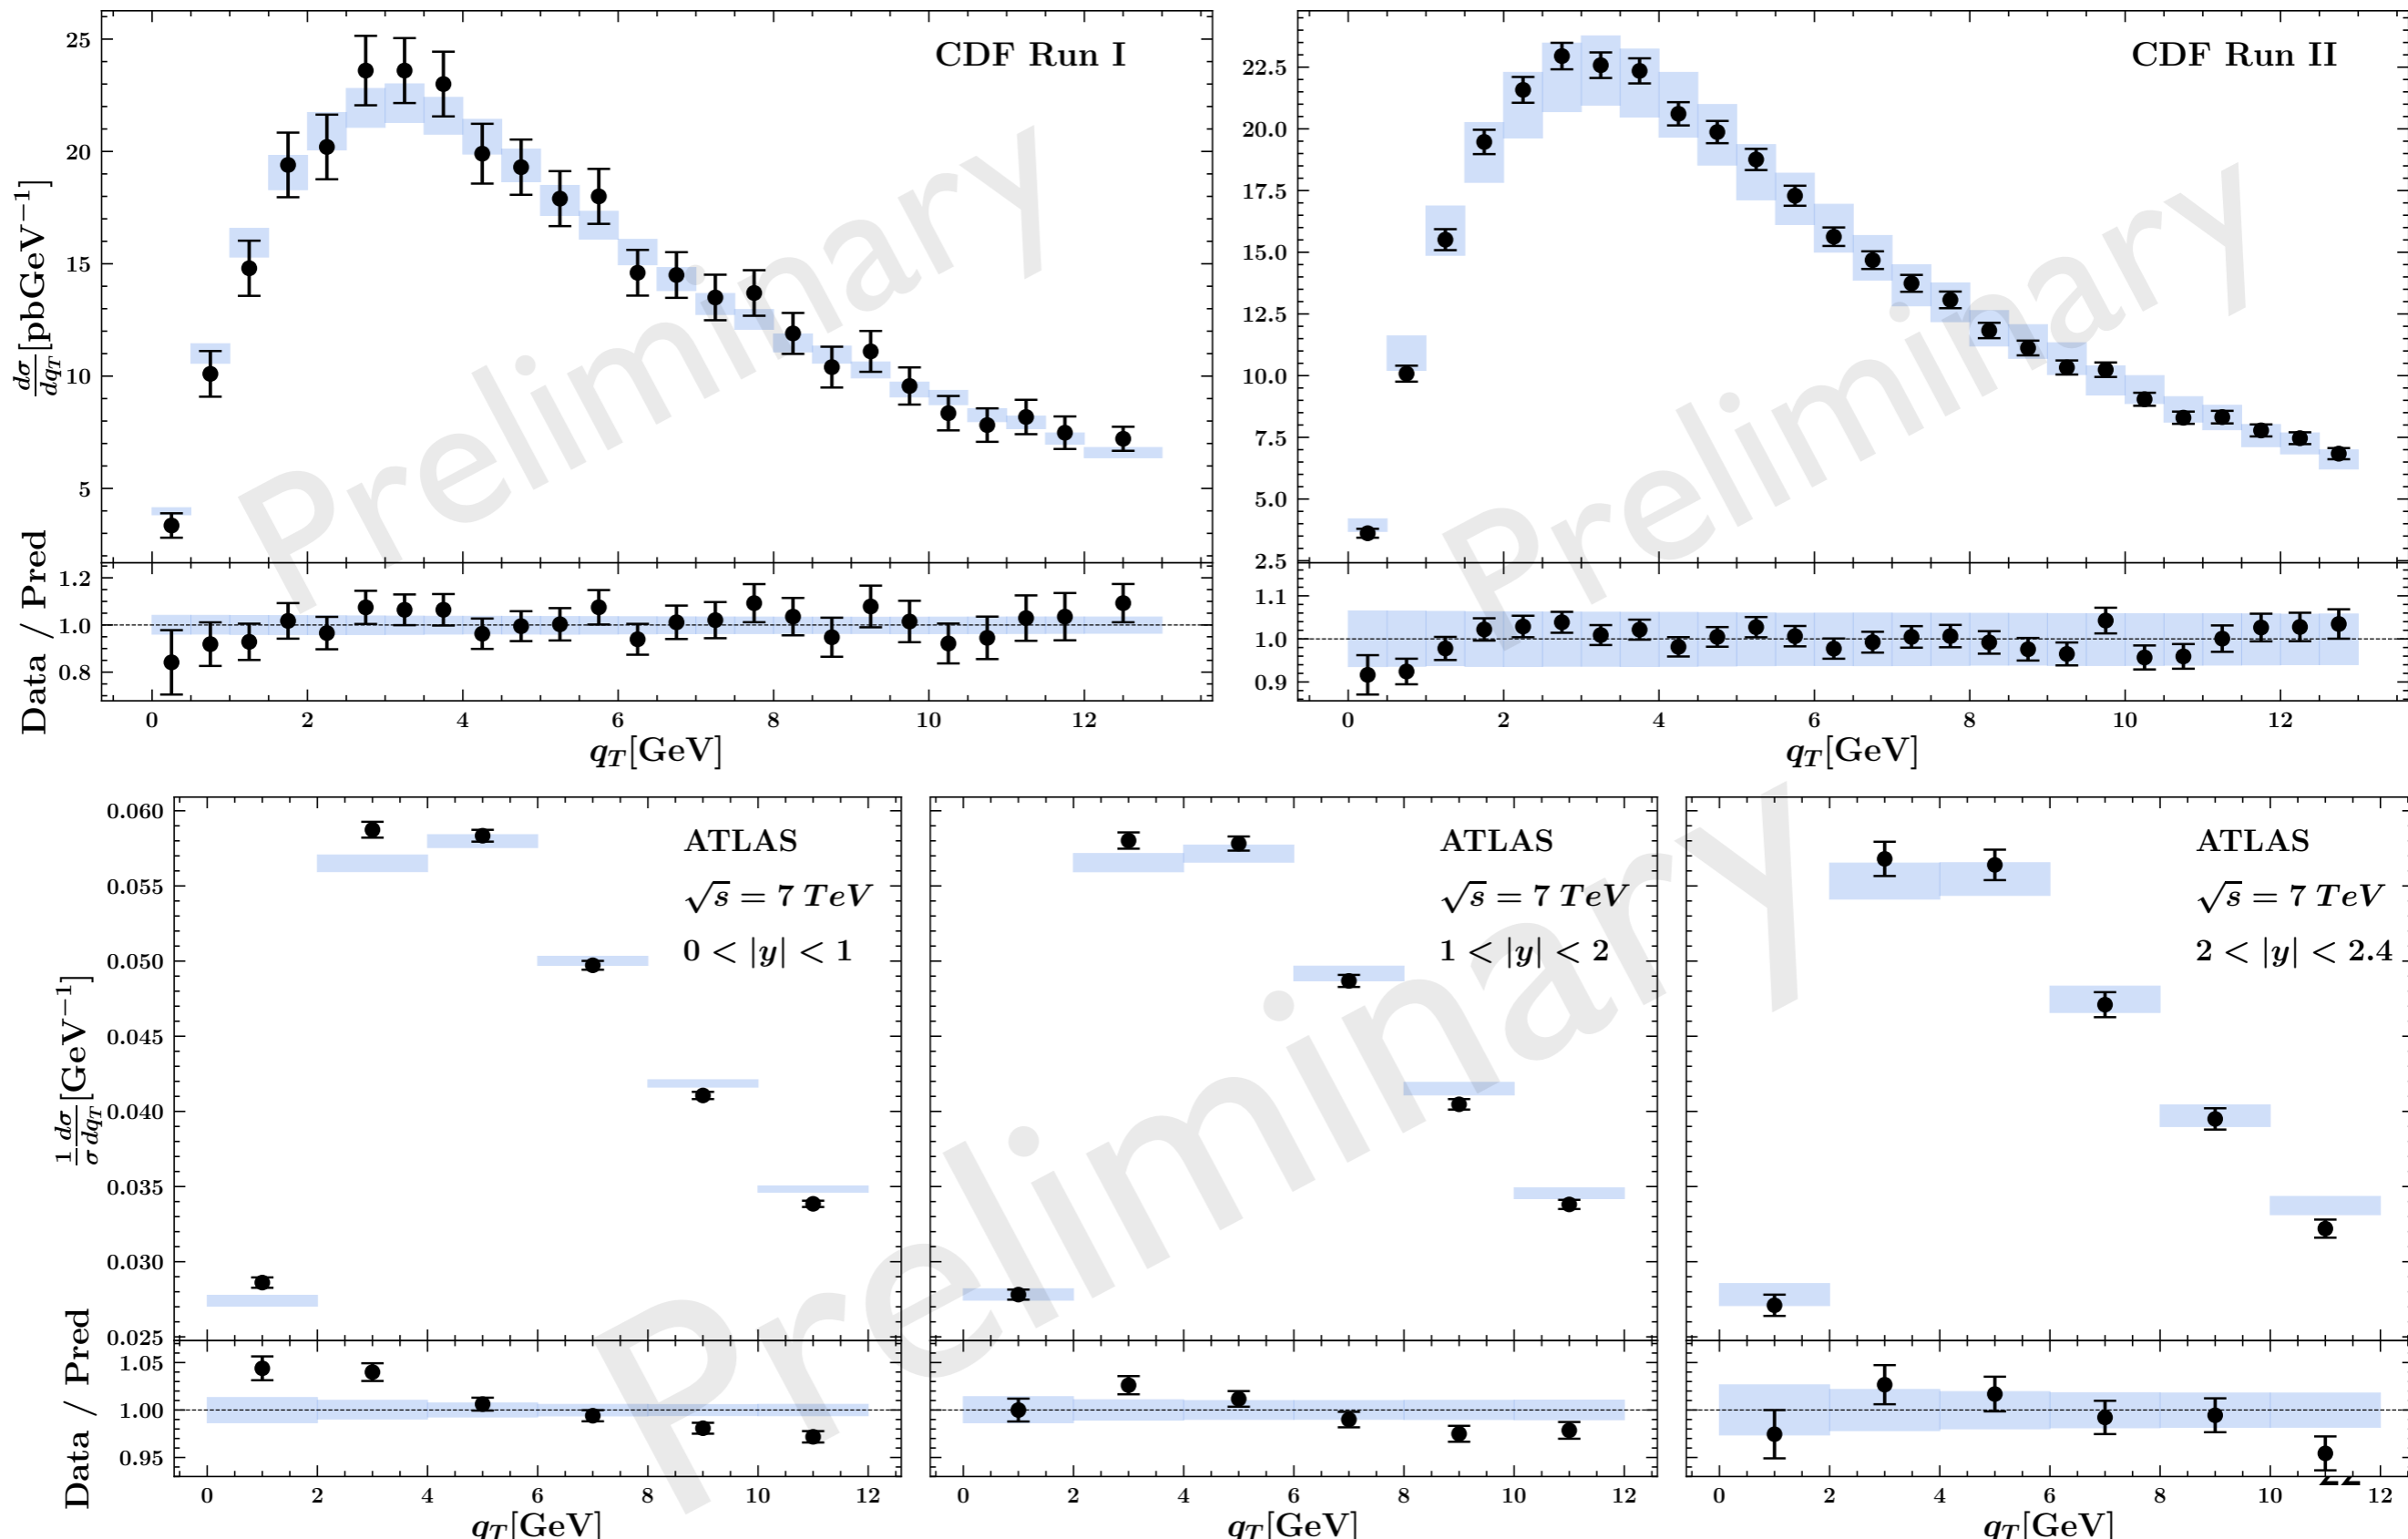 CDF Run I
25
20
15
10
5
dσ/dq_T [pbGeV⁻¹]
1.2
1.0
0.8
Data / Pred
0 2 4 6 8 10 12
q_T[GeV]
CDF Run II
22.5
20.0
17.5
15.0
12.5
10.0
7.5
5.0
2.5
1.1
1.0
0.9
0 2 4 6 8 10 12
q_T[GeV]
Preliminary
Preliminary
0.060
0.055
0.050
0.045
0.040
0.035
0.030
0.025
1/σ dσ/dq_T [GeV⁻¹]
ATLAS
√s = 7 TeV
0 < |y| < 1
1.05
1.00
0.95
Data / Pred
0 2 4 6 8 10 12
q_T[GeV]
ATLAS
√s = 7 TeV
1 < |y| < 2
0 2 4 6 8 10 12
q_T[GeV]
ATLAS
√s = 7 TeV
2 < |y| < 2.4
0 2 4 6 8 10 12
q_T[GeV]
Preliminary